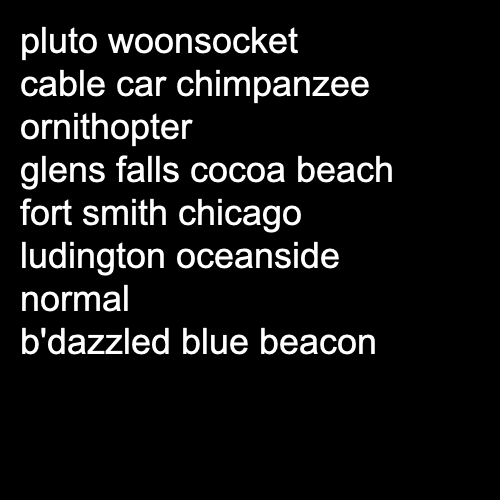 pluto woonsocket
cable car chimpanzee
ornithopter
glens falls cocoa beach
fort smith chicago
ludington oceanside
normal
b'dazzled blue beacon